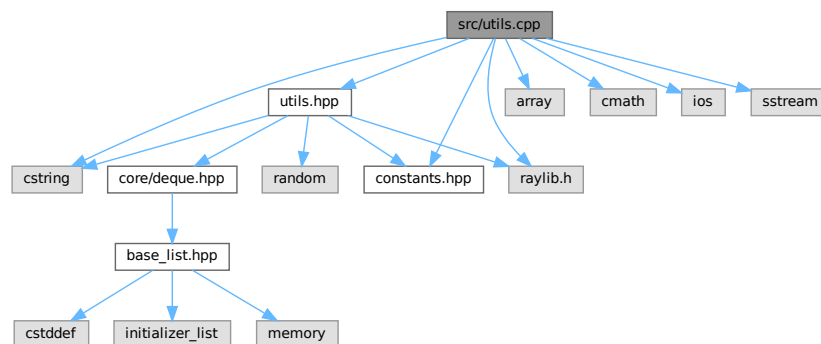 src/utils.cpp
utils.hpp
array
cmath
ios
sstream
cstring
core/deque.hpp
random
constants.hpp
raylib.h
base_list.hpp
cstddef
initializer_list
memory